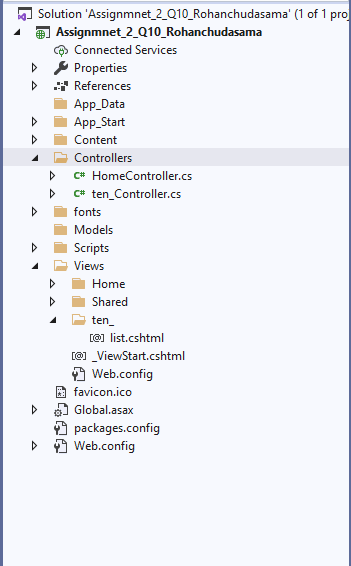 Solution 'Assignmnet_2_Q10_Rohanchudasama' (1 of 1 proj
Assignmnet_2_Q10_Rohanchudasama
Connected Services
Properties
References
App_Data
App_Start
Content
Controllers
C# HomeController.cs
C# ten_Controller.cs
fonts
Models
Scripts
Views
Home
Shared
ten_
[@] list.cshtml
[@] _ViewStart.cshtml
Web.config
favicon.ico
Global.asax
packages.config
Web.config